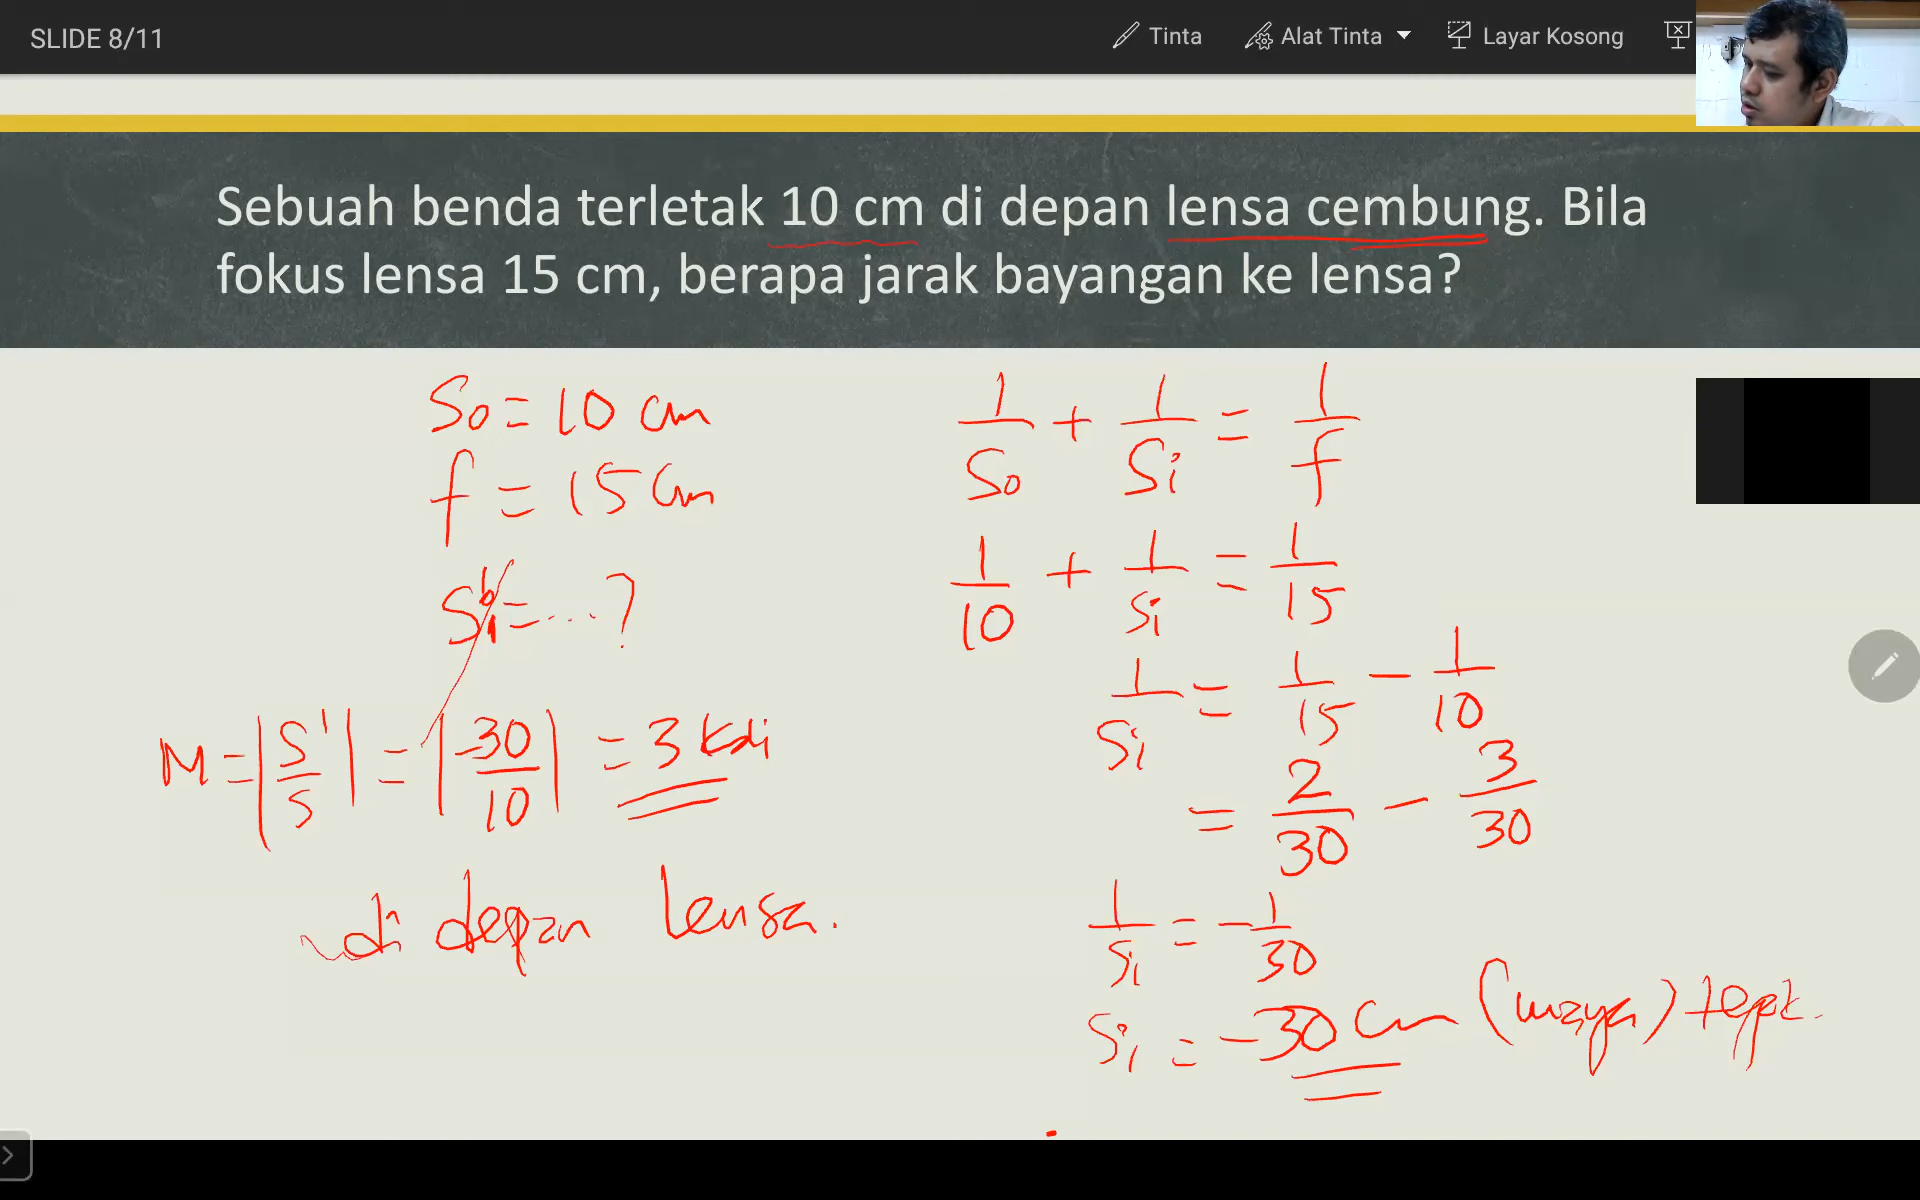 SLIDE 8/11
Tinta
Alat Tinta
Layar Kosong
Sebuah benda terletak 10 cm di depan lensa cembung. Bila
fokus lensa 15 cm, berapa jarak bayangan ke lensa?
So = 10 cm
f = 15 cm
Si = ...?
M = |S'/S| = |-30/10| = 3 kali
di depan lensa.
1/So + 1/Si = 1/f
1/10 + 1/Si = 1/15
1/Si = 1/15 - 1/10
= 2/30 - 3/30
1/Si = -1/30
Si = -30 cm (maya)